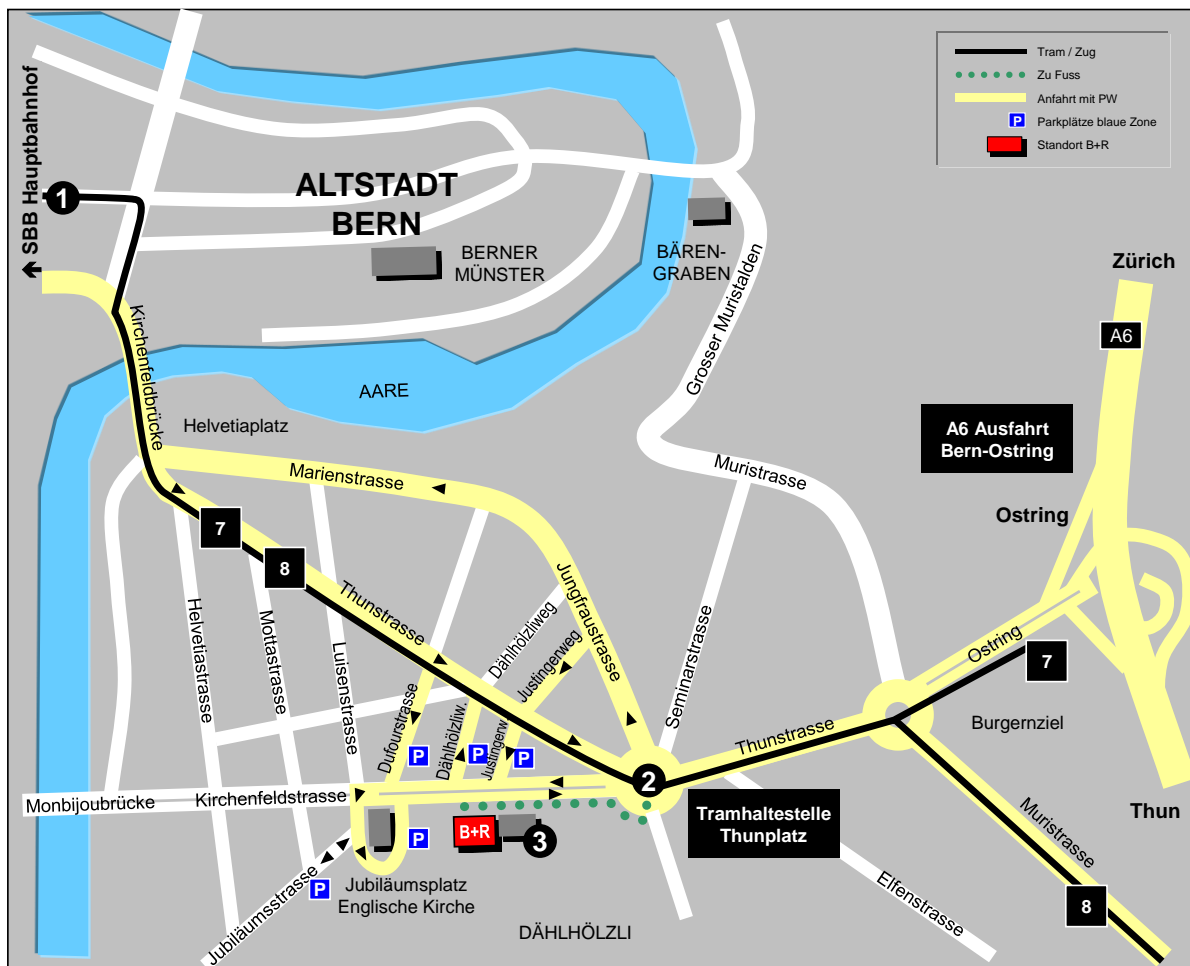 Tram / Zug
Zu Fuss
Anfahrt mit PW
P
Parkplätze blaue Zone
Standort B+R
SBB Hauptbahnhof
1
ALTSTADT
BERN
BERNER
MÜNSTER
BÄREN-
GRABEN
Grosser Muristalden
Zürich
A6
Kirchenfeldbrücke
AARE
Helvetiaplatz
A6 Ausfahrt
Bern-Ostring
Marienstrasse
Muristrasse
Ostring
7
8
Thunstrasse
Jungfraustrasse
Dählhölzliweg
Justingerweg
Seminarstrasse
Helvetiastrasse
Mottastrasse
Luisenstrasse
Dufourstrasse
Dählhölzliw.
Justingerw.
Ostring
7
Burgernziel
Thunstrasse
P
P
P
2
Monbijoubrücke
Kirchenfeldstrasse
Tramhaltestelle
Thunplatz
Thun
Muristrasse
P
B+R
3
Jubiläumsstrasse
P
Jubiläumsplatz
Englische Kirche
Elfenstrasse
8
DÄHLHÖLZLI